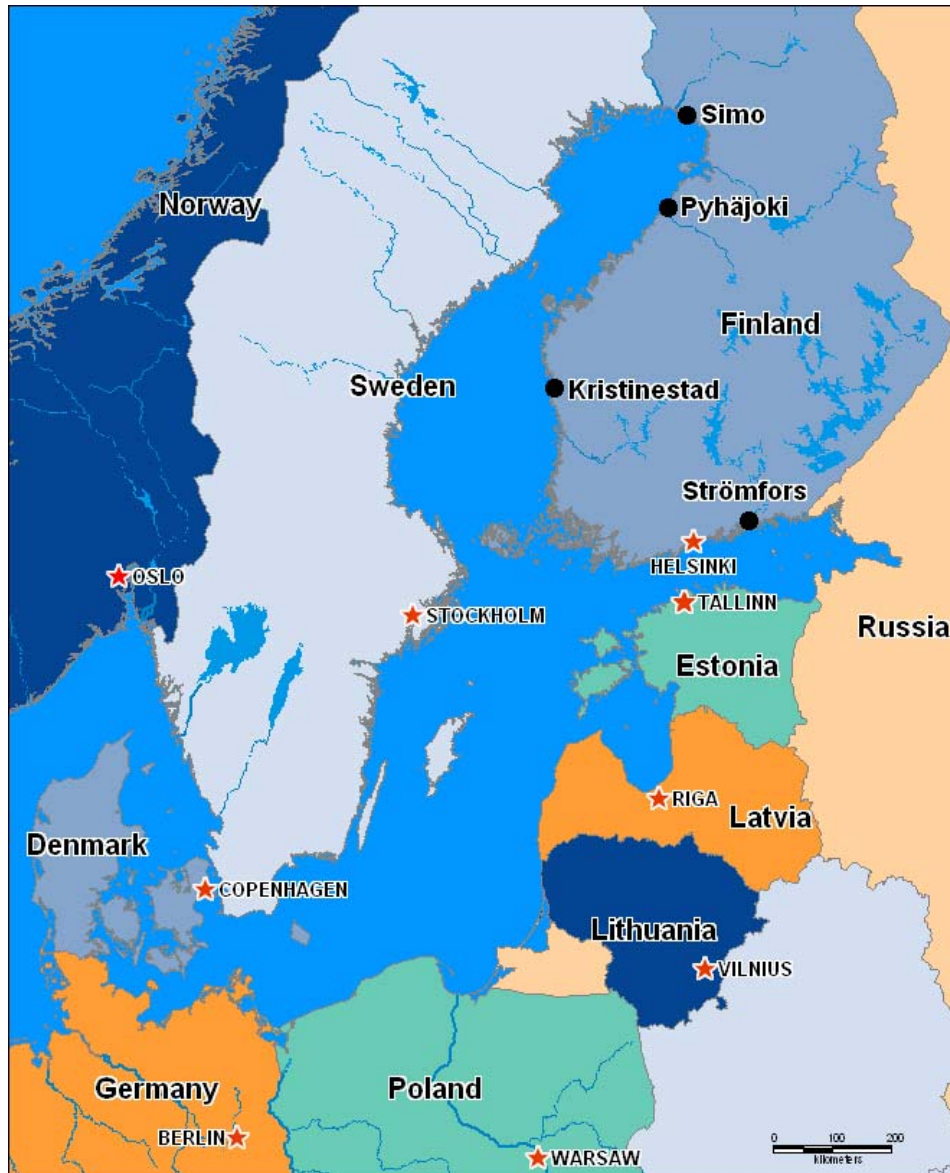 Simo
Norway
Pyhäjoki
Finland
Sweden
Kristinestad
Strömfors
HELSINKI
OSLO
TALLINN
STOCKHOLM
Russia
Estonia
RIGA
Latvia
Denmark
COPENHAGEN
Lithuania
VILNIUS
Germany
Poland
BERLIN
WARSAW
0 100 200
kilometers